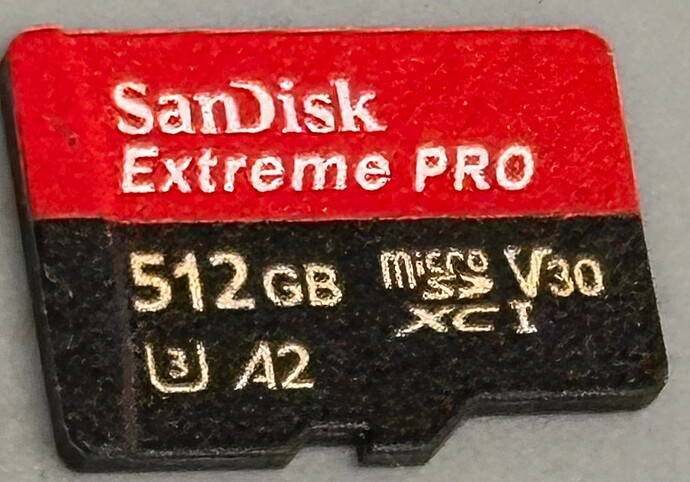 SanDisk
Extreme PRO
512GB micro SD XC I V30
U3 A2